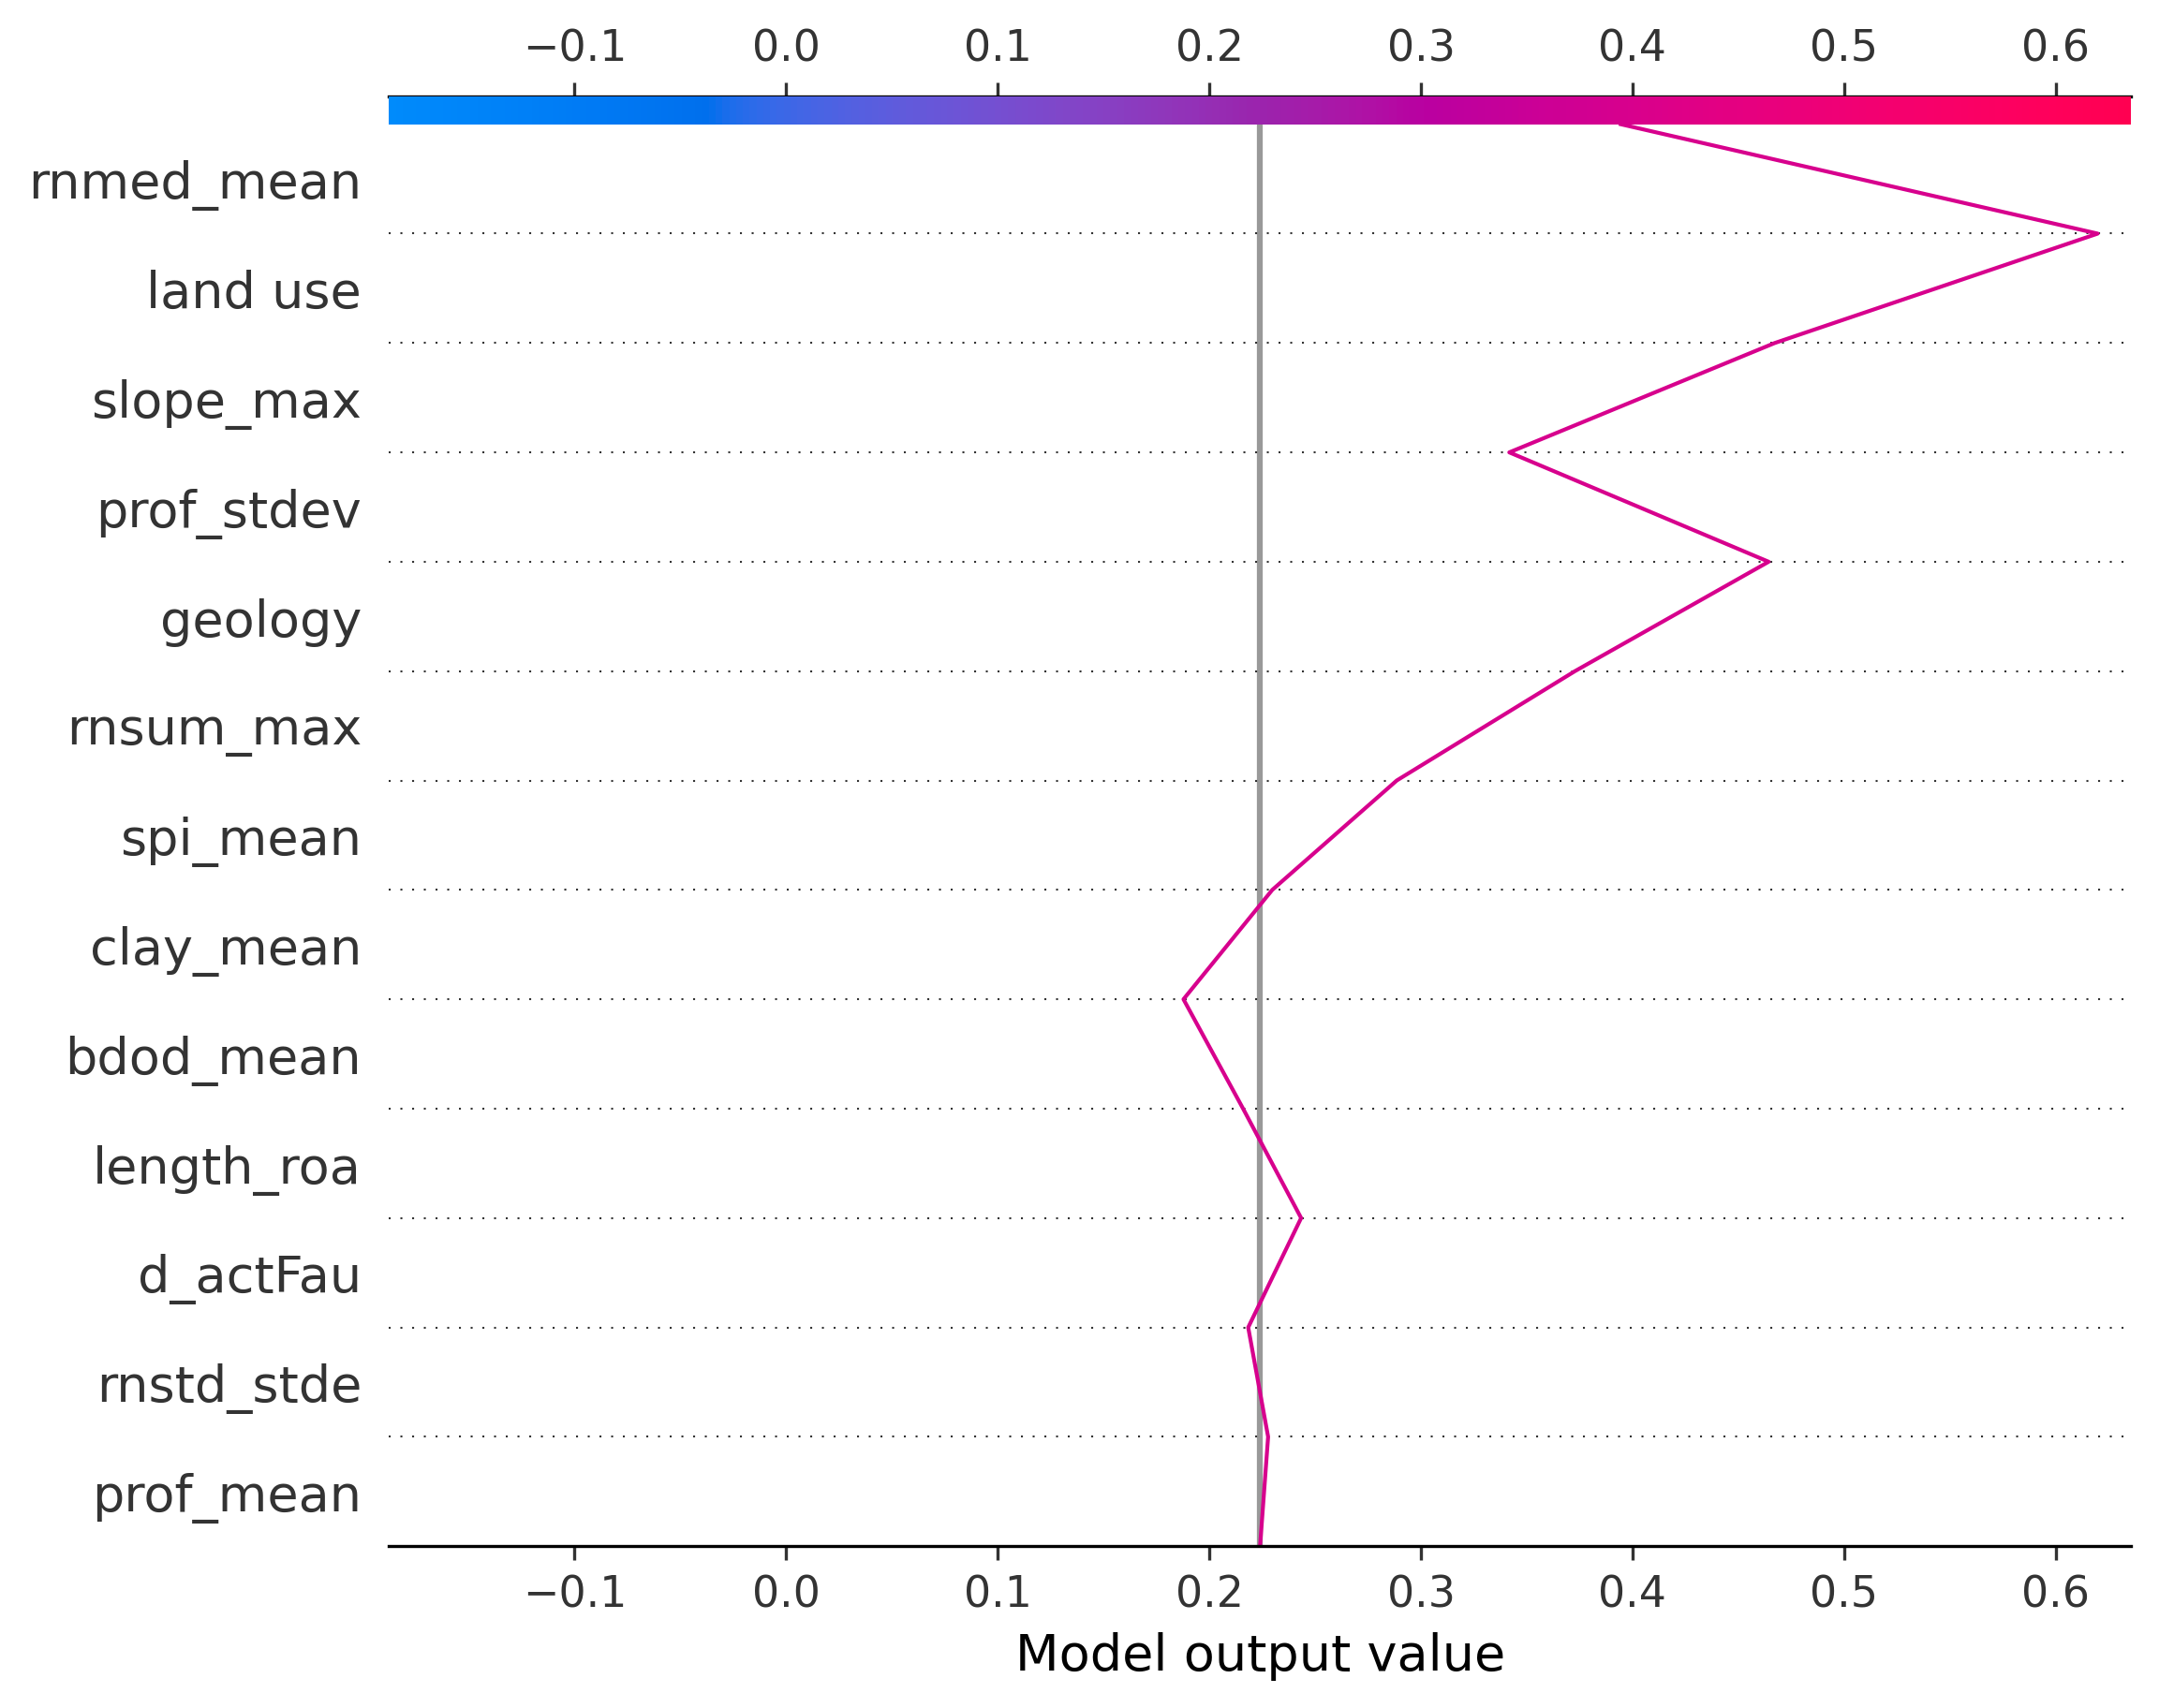 −0.1 0.0 0.1 0.2 0.3 0.4 0.5 0.6
rnmed_mean
land use
slope_max
prof_stdev
geology
rnsum_max
spi_mean
clay_mean
bdod_mean
length_roa
d_actFau
rnstd_stde
prof_mean
−0.1 0.0 0.1 0.2 0.3 0.4 0.5 0.6
Model output value